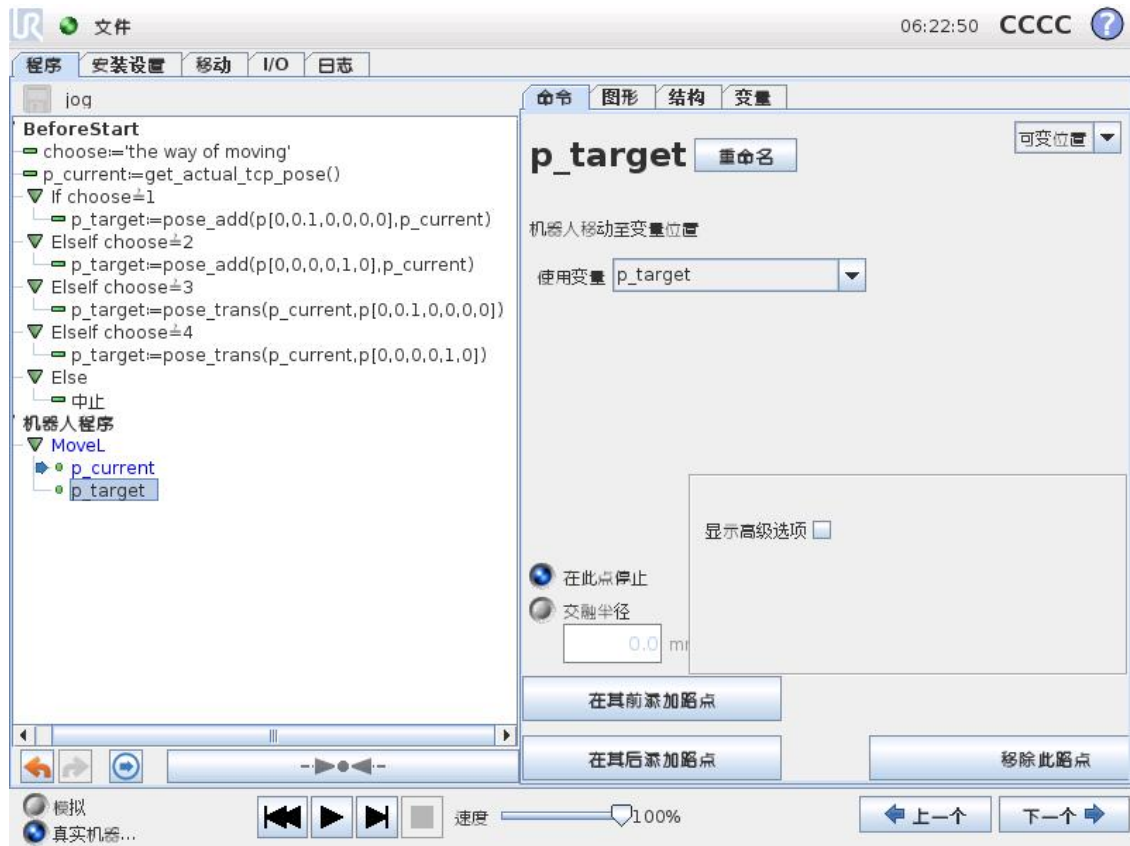 文件
06:22:50 CCCC ?
程序 安装设置 移动 I/O 日志
jog
BeforeStart
choose:='the way of moving'
p_current:=get_actual_tcp_pose()
If choose≟1
p_target:=pose_add(p[0,0.1,0,0,0,0],p_current)
ElseIf choose≟2
p_target:=pose_add(p[0,0,0,0,1,0],p_current)
ElseIf choose≟3
p_target:=pose_trans(p_current,p[0,0.1,0,0,0,0])
ElseIf choose≟4
p_target:=pose_trans(p_current,p[0,0,0,0,1,0])
Else
中止
机器人程序
MoveL
p_current
p_target
命令 图形 结构 变量
p_target 重命名
可变位置
机器人移动至变量位置
使用变量 p_target
显示高级选项
在此点停止
交融半径
0.0 mm
在其前添加路点
在其后添加路点
移除此路点
模拟
真实机器...
速度 100%
上一个 下一个